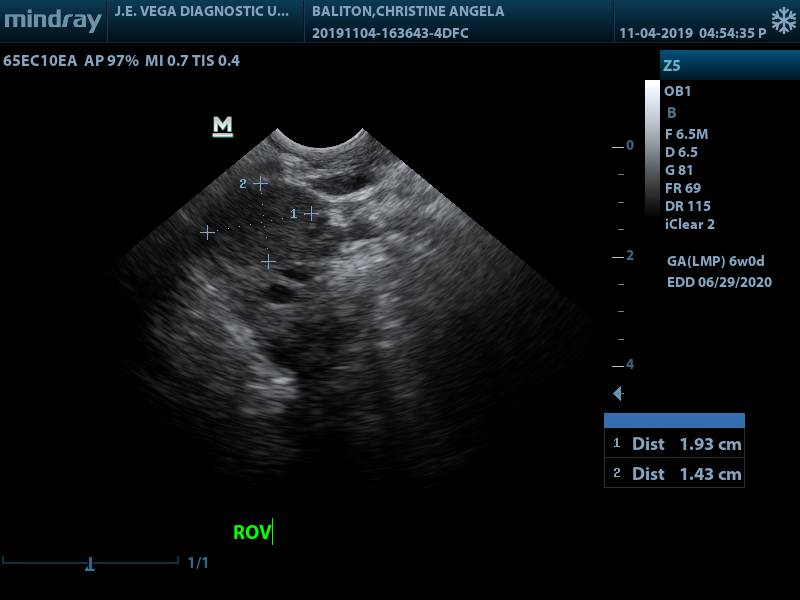 mindray
J.E. VEGA DIAGNOSTIC U...
BALITON,CHRISTINE ANGELA
20191104-163643-4DFC
11-04-2019 04:54:35 P
65EC10EA AP 97% MI 0.7 TIS 0.4
Z5
OB1
B
F 6.5M
D 6.5
G 81
FR 69
DR 115
iClear 2
GA(LMP) 6w0d
EDD 06/29/2020
M
2
1
0
2
4
1 Dist 1.93 cm
2 Dist 1.43 cm
ROV
1/1